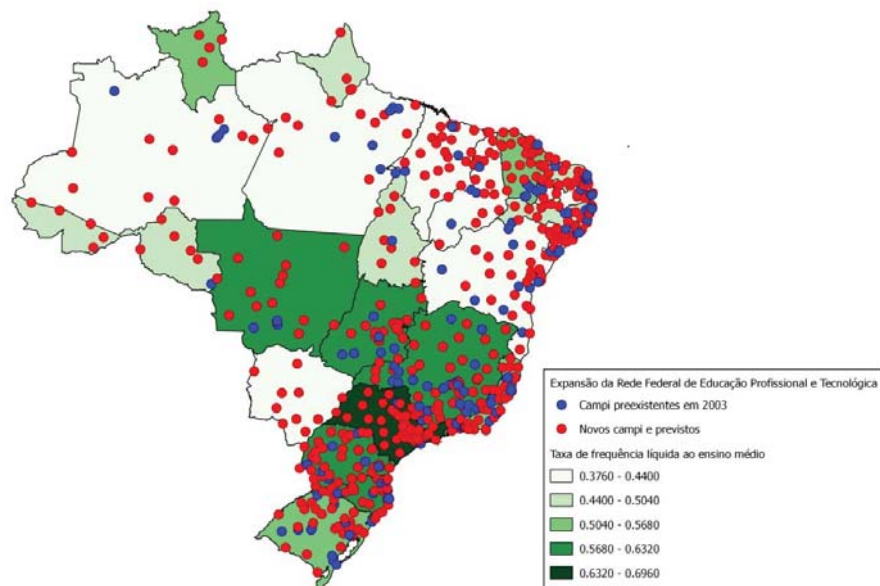 Expansão da Rede Federal de Educação Profissional e Tecnológica
Campi preexistentes em 2003
Novos campi e previstos
Taxa de frequência líquida ao ensino médio
0.3760 - 0.4400
0.4400 - 0.5040
0.5040 - 0.5680
0.5680 - 0.6320
0.6320 - 0.6960